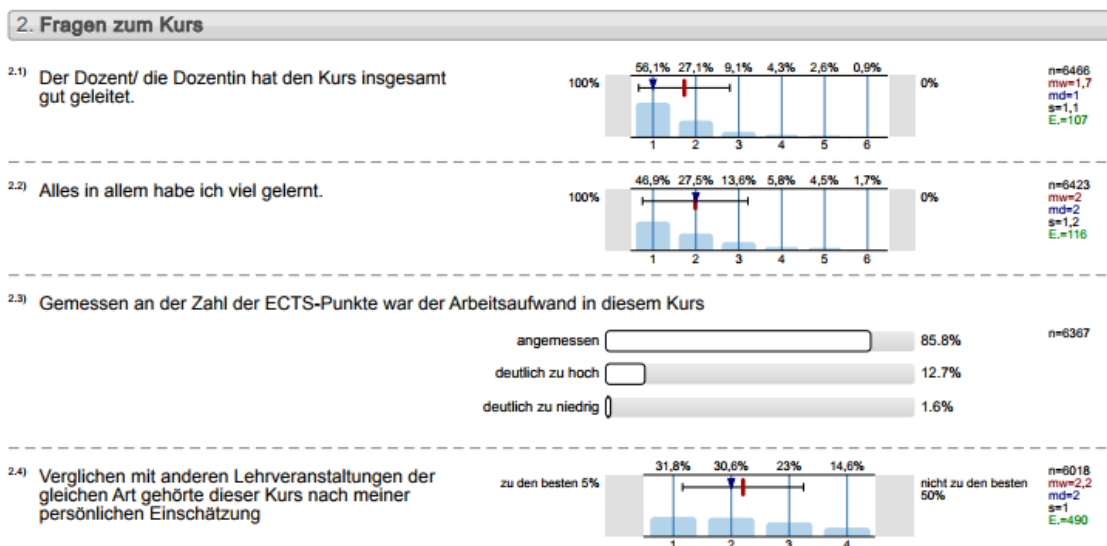 2. Fragen zum Kurs
2.1) Der Dozent/ die Dozentin hat den Kurs insgesamt
gut geleitet.
56,1% 27,1% 9,1% 4,3% 2,6% 0,9%
100% 0%
1 2 3 4 5 6
n=6466
mw=1,7
md=1
s=1,1
E.=107
2.2) Alles in allem habe ich viel gelernt.
46,9% 27,5% 13,6% 5,8% 4,5% 1,7%
100% 0%
1 2 3 4 5 6
n=6423
mw=2
md=2
s=1,2
E.=116
2.3) Gemessen an der Zahl der ECTS-Punkte war der Arbeitsaufwand in diesem Kurs
angemessen 85.8%
deutlich zu hoch 12.7%
deutlich zu niedrig 1.6%
n=6367
2.4) Verglichen mit anderen Lehrveranstaltungen der
gleichen Art gehörte dieser Kurs nach meiner
persönlichen Einschätzung
31,8% 30,6% 23% 14,6%
zu den besten 5%
nicht zu den besten
50%
1 2 3 4
n=6018
mw=2,2
md=2
s=1
E.=490